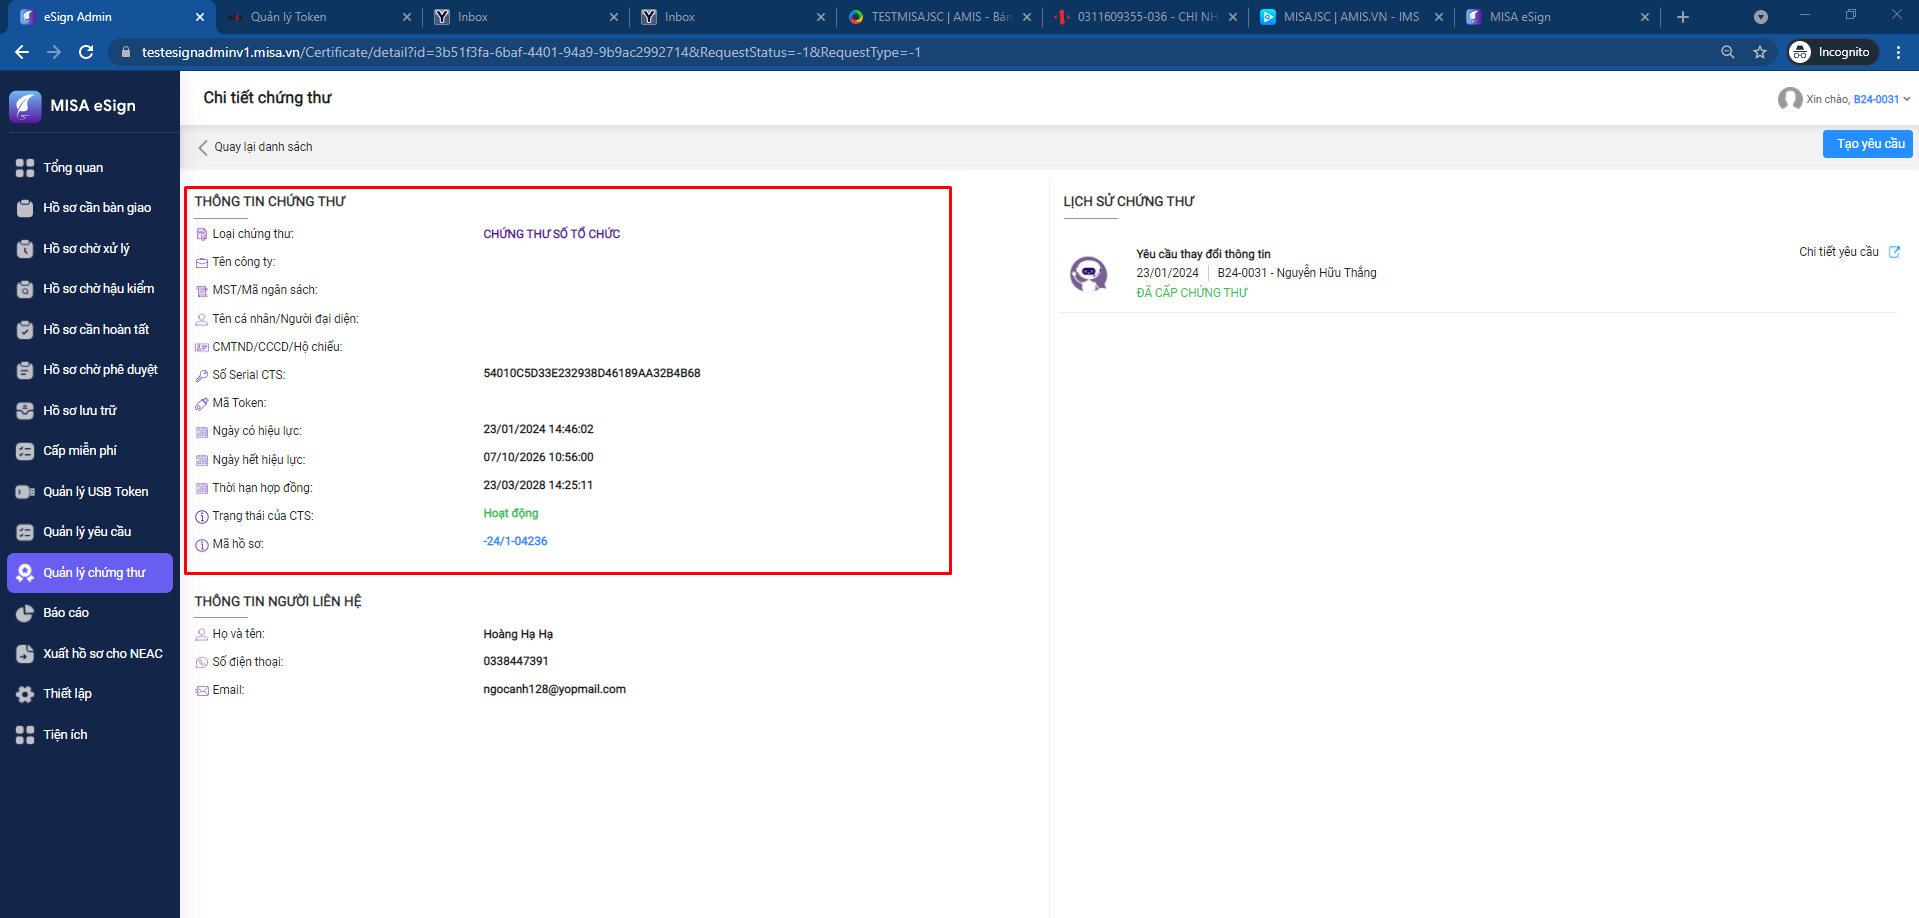 eSign Admin
Quản lý Token
Inbox
Inbox
TESTMISAJSC | AMIS - Bán
0311609355-036 - CHI NH
MISAJSC | AMIS.VN - IMS
MISA eSign
testesignadminv1.misa.vn/Certificate/detail?id=3b51f3fa-6baf-4401-94a9-9b9ac2992714&RequestStatus=-1&RequestType=-1
Incognito
MISA eSign
Chi tiết chứng thư
Xin chào, B24-0031
Quay lại danh sách
Tạo yêu cầu
Tổng quan
Hồ sơ cần bàn giao
Hồ sơ chờ xử lý
Hồ sơ chờ hậu kiểm
Hồ sơ cần hoàn tất
Hồ sơ chờ phê duyệt
Hồ sơ lưu trữ
Cấp miễn phí
Quản lý USB Token
Quản lý yêu cầu
Quản lý chứng thư
Báo cáo
Xuất hồ sơ cho NEAC
Thiết lập
Tiện ích
THÔNG TIN CHỨNG THƯ
Loại chứng thư: CHỨNG THƯ SỐ TỔ CHỨC
Tên công ty:
MST/Mã ngân sách:
Tên cá nhân/Người đại diện:
CMTND/CCCD/Hộ chiếu:
Số Serial CTS: 54010C5D33E232938D46189AA32B4B68
Mã Token:
Ngày có hiệu lực: 23/01/2024 14:46:02
Ngày hết hiệu lực: 07/10/2026 10:56:00
Thời hạn hợp đồng: 23/03/2028 14:25:11
Trạng thái của CTS: Hoạt động
Mã hồ sơ: -24/1-04236
THÔNG TIN NGƯỜI LIÊN HỆ
Họ và tên: Hoàng Hạ Hạ
Số điện thoại: 0338447391
Email: ngocanh128@yopmail.com
LỊCH SỬ CHỨNG THƯ
Yêu cầu thay đổi thông tin
Chi tiết yêu cầu
23/01/2024 B24-0031 - Nguyễn Hữu Thắng
ĐÃ CẤP CHỨNG THƯ